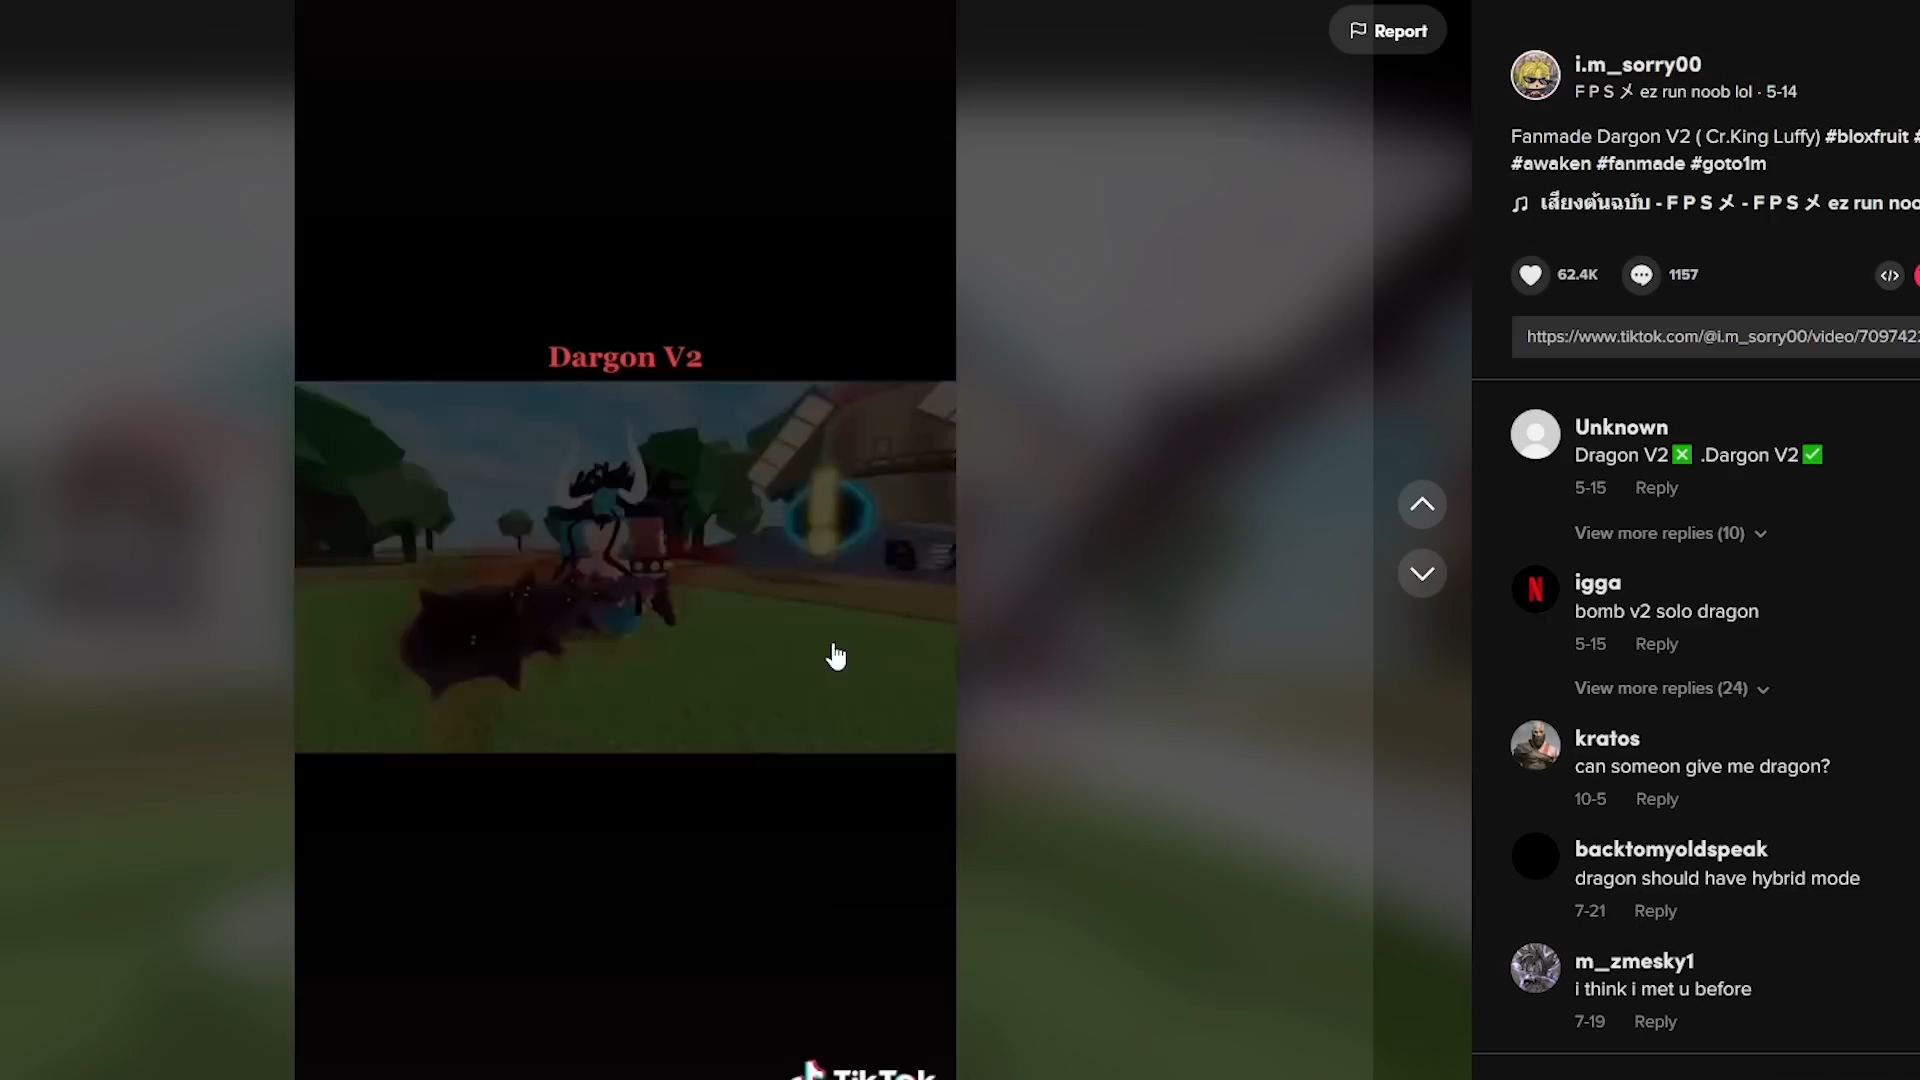 Report
Dargon V2
TikTok
i.m_sorry00
F P S メ ez run noob lol · 5-14
Fanmade Dargon V2 ( Cr.King Luffy) #bloxfruit #
#awaken #fanmade #goto1m
เสียงต้นฉบับ - F P S メ - F P S メ ez run noo
62.4K
1157
https://www.tiktok.com/@i.m_sorry00/video/709742
Unknown
Dragon V2❎ .Dargon V2✅
5-15 Reply
View more replies (10)
igga
bomb v2 solo dragon
5-15 Reply
View more replies (24)
kratos
can someon give me dragon?
10-5 Reply
backtomyoldspeak
dragon should have hybrid mode
7-21 Reply
m_zmesky1
i think i met u before
7-19 Reply